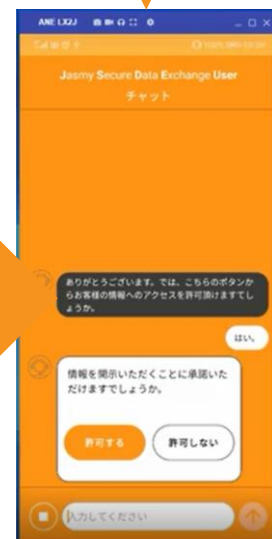 ANE LX2J
Jasmy Secure Data Exchange User
チャット
ありがとうございます。では、こちらのボタンか
らお客様の情報へのアクセスを許可頂けますでし
ょうか。
はい。
情報を開示いただくことに承諾いた
だけますでしょうか。
許可する
許可しない
入力してください